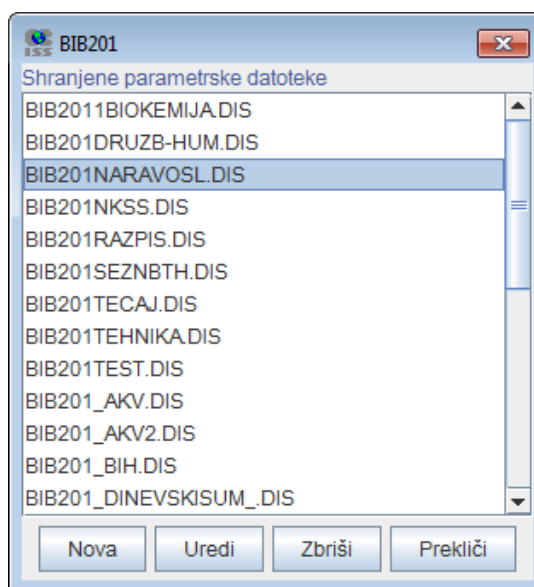 ISS BIB201
Shranjene parametrske datoteke
BIB2011BIOKEMIJA.DIS
BIB201DRUZB-HUM.DIS
BIB201NARAVOSL.DIS
BIB201NKSS.DIS
BIB201RAZPIS.DIS
BIB201SEZNBTH.DIS
BIB201TECAJ.DIS
BIB201TEHNIKA.DIS
BIB201TEST.DIS
BIB201_AKV.DIS
BIB201_AKV2.DIS
BIB201_BIH.DIS
BIB201_DINEVSKISUM_.DIS
Nova Uredi Zbriši Prekliči